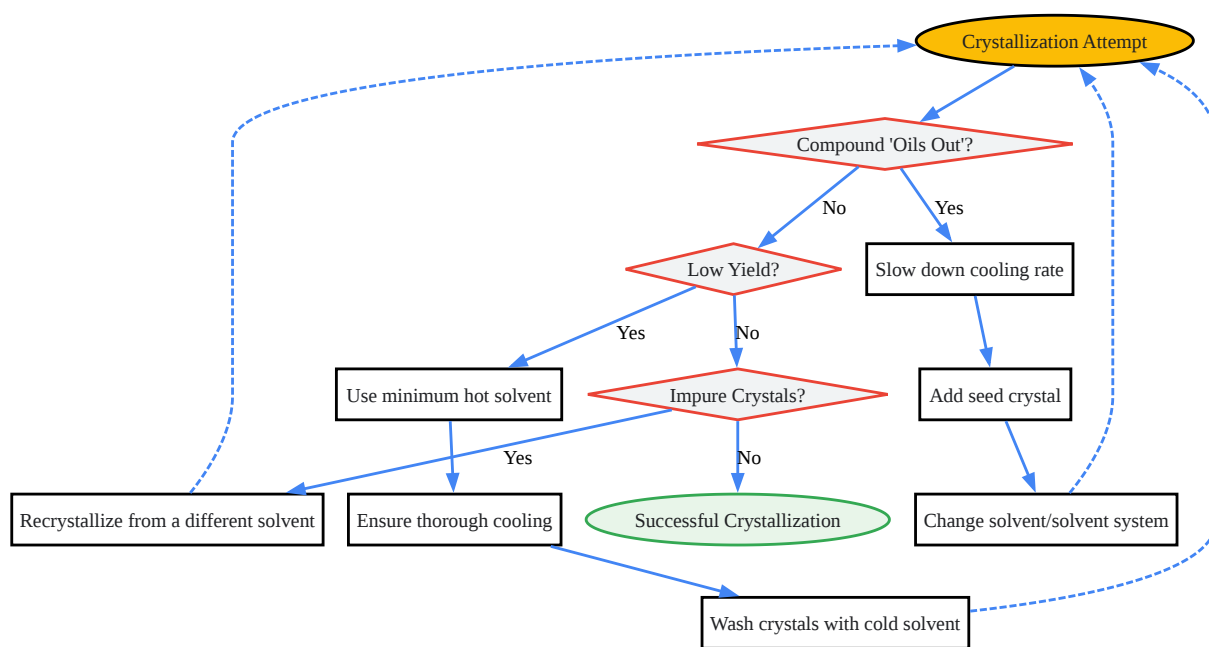 Crystallization Attempt
Compound 'Oils Out'?
No
Yes
Low Yield?
Slow down cooling rate
Yes
No
Use minimum hot solvent
Impure Crystals?
Add seed crystal
Yes
No
Recrystallize from a different solvent
Ensure thorough cooling
Successful Crystallization
Change solvent/solvent system
Wash crystals with cold solvent